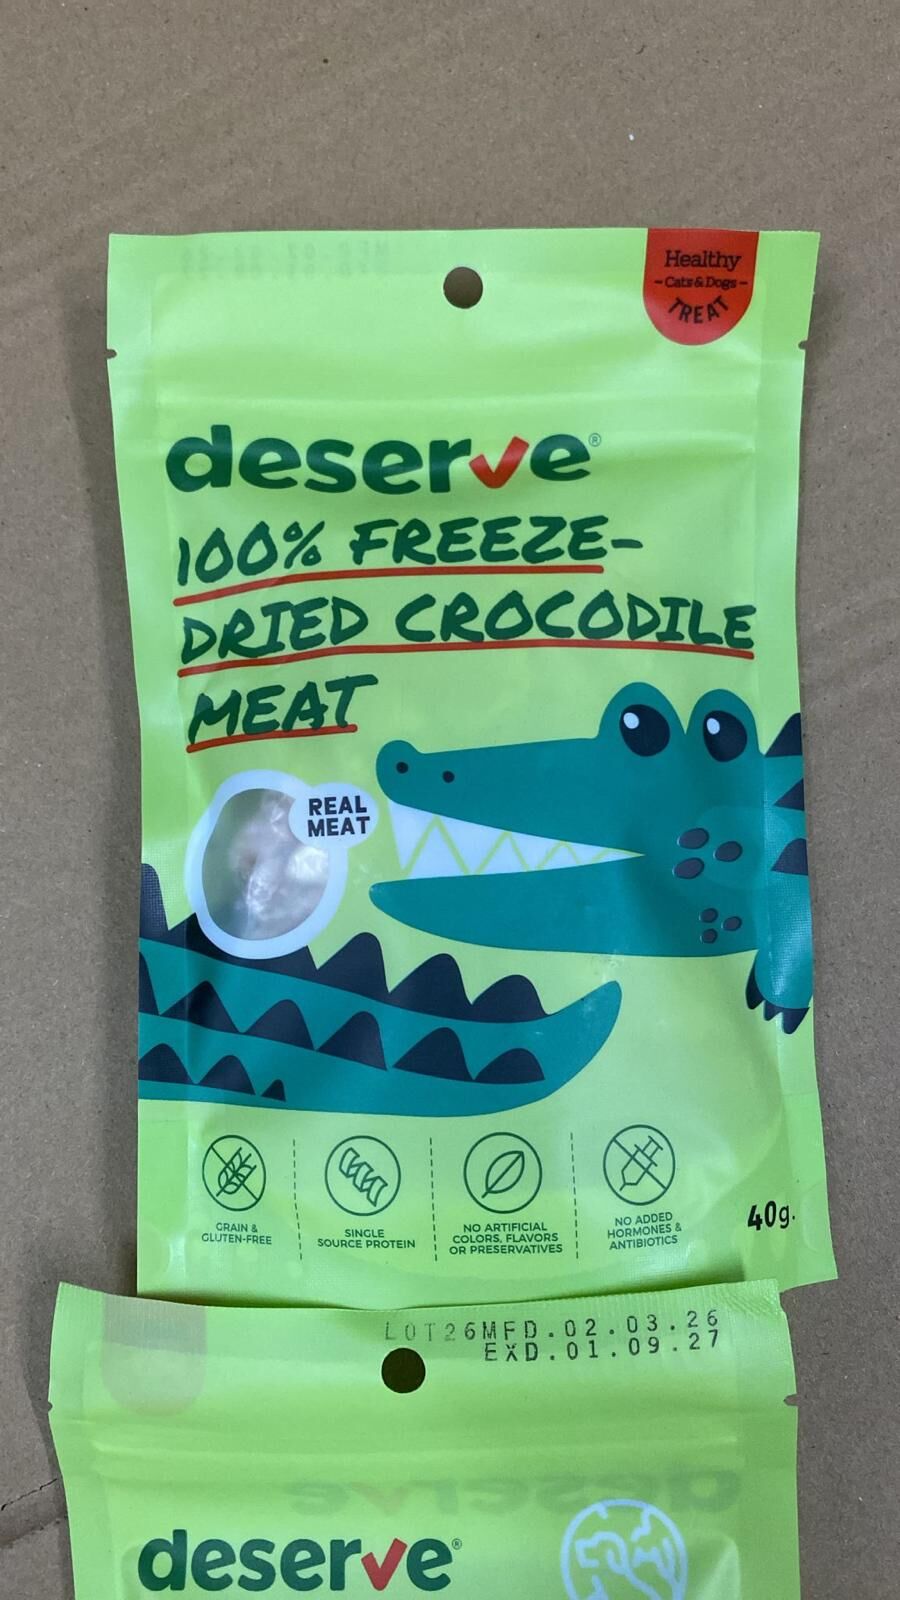 Healthy
- Cats & Dogs -
TREAT
deserve®
100% FREEZE-
DRIED CROCODILE
MEAT
REAL
MEAT
GRAIN &
GLUTEN-FREE
SINGLE
SOURCE PROTEIN
NO ARTIFICIAL
COLORS, FLAVORS
OR PRESERVATIVES
NO ADDED
HORMONES &
ANTIBIOTICS
40g.
LOT26MFD.02.03.26
EXD.01.09.27
deserve®